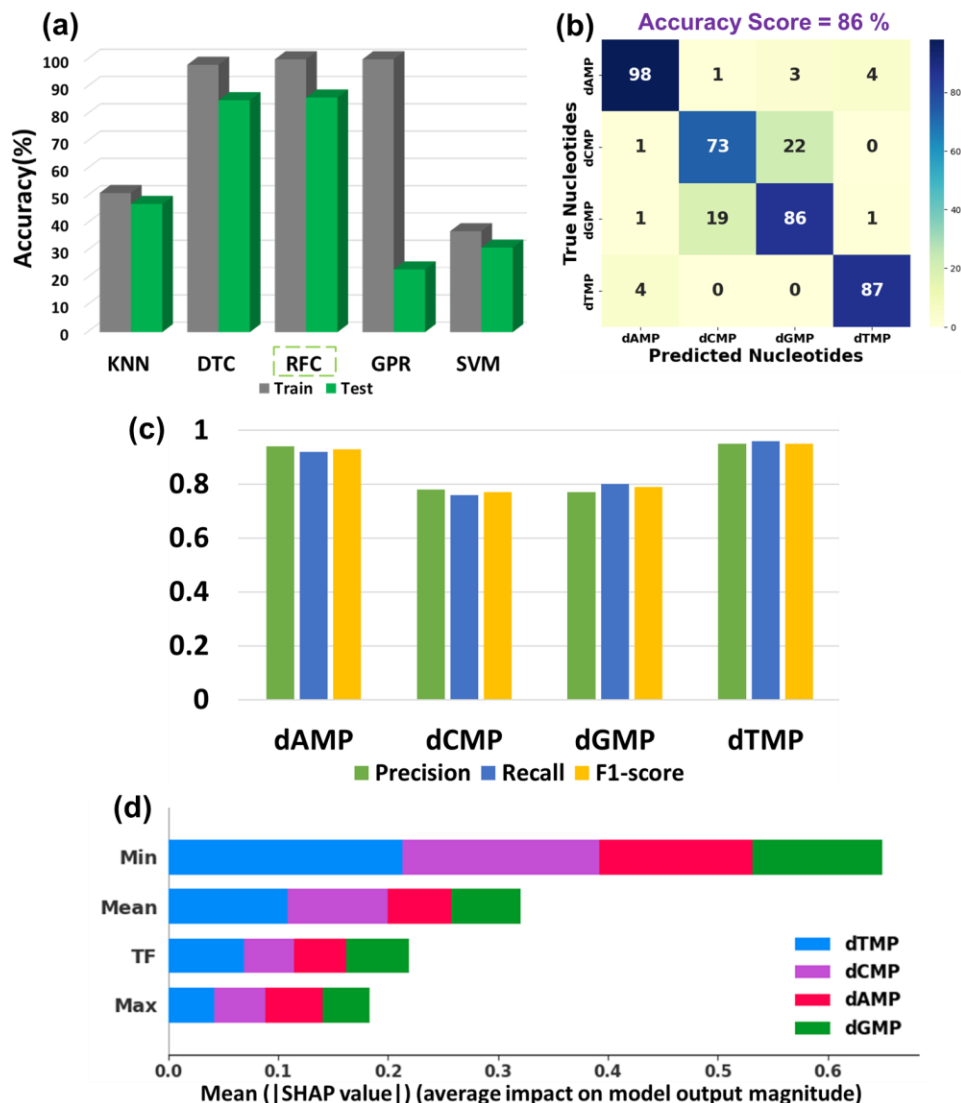 (a)
100
90
80
70
60
50
40
30
20
10
0
Accuracy(%)
KNN DTC RFC GPR SVM
Train Test
(b)
Accuracy Score = 86 %
True Nucleotides
dAMP 98 1 3 4
dCMP 1 73 22 0
dGMP 1 19 86 1
dTMP 4 0 0 87
dAMP dCMP dGMP dTMP
Predicted Nucleotides
80
60
40
20
0
(c)
1
0.8
0.6
0.4
0.2
0
dAMP dCMP dGMP dTMP
Precision Recall F1-score
(d)
Min
Mean
TF
Max
dTMP
dCMP
dAMP
dGMP
0.0 0.1 0.2 0.3 0.4 0.5 0.6
Mean (|SHAP value|) (average impact on model output magnitude)